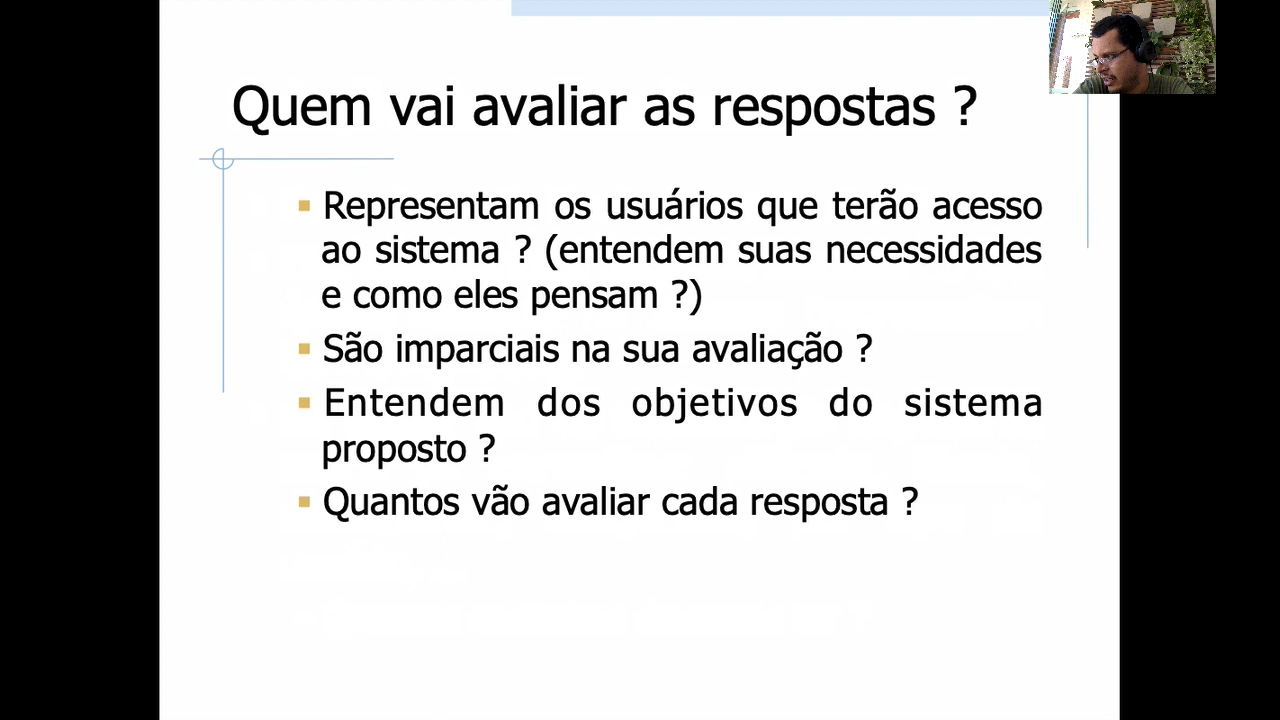 Quem vai avaliar as respostas ?
Representam os usuários que terão acesso
ao sistema ? (entendem suas necessidades
e como eles pensam ?)
São imparciais na sua avaliação ?
Entendem dos objetivos do sistema
proposto ?
Quantos vão avaliar cada resposta ?